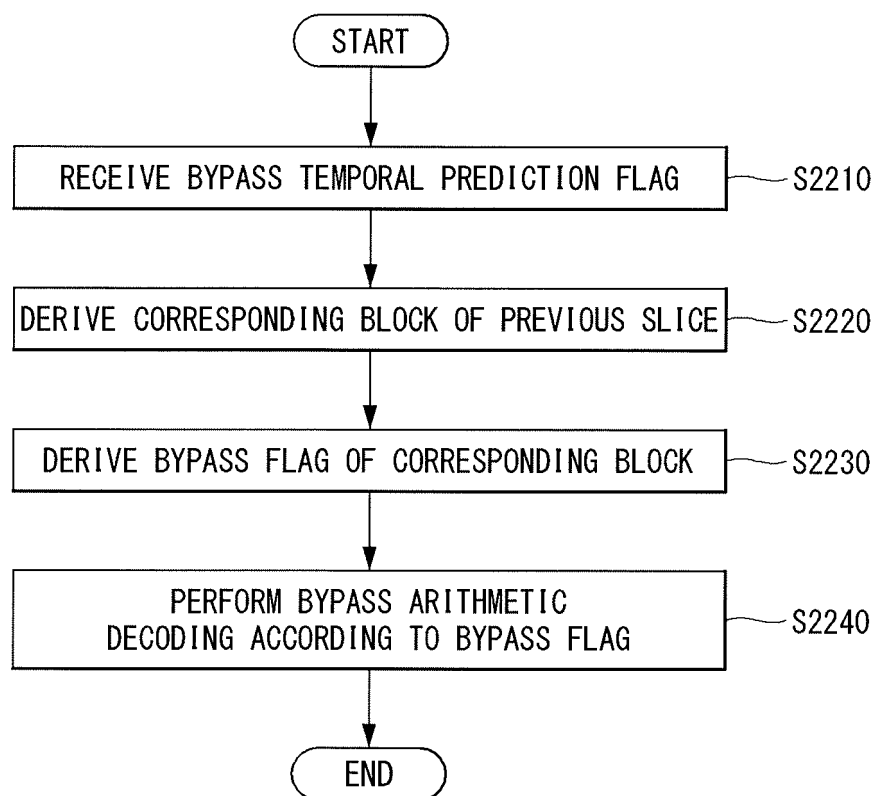 START
RECEIVE BYPASS TEMPORAL PREDICTION FLAG
S2210
DERIVE CORRESPONDING BLOCK OF PREVIOUS SLICE
S2220
DERIVE BYPASS FLAG OF CORRESPONDING BLOCK
S2230
PERFORM BYPASS ARITHMETIC
DECODING ACCORDING TO BYPASS FLAG
S2240
END